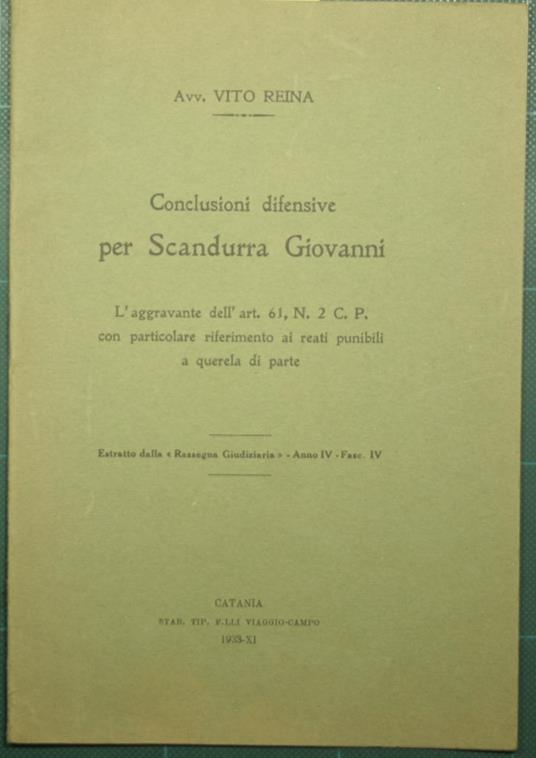 Avv. VITO REINA
Conclusioni difensive
per Scandurra Giovanni
L' aggravante dell' art. 61, N. 2 C. P.
con particolare riferimento ai reati punibili
a querela di parte
Estratto dalla « Rassegna Giudiziaria » - Anno IV - Fasc. IV
CATANIA
STAB. TIP. F.LLI VIAGGIO-CAMPO
1933-XI